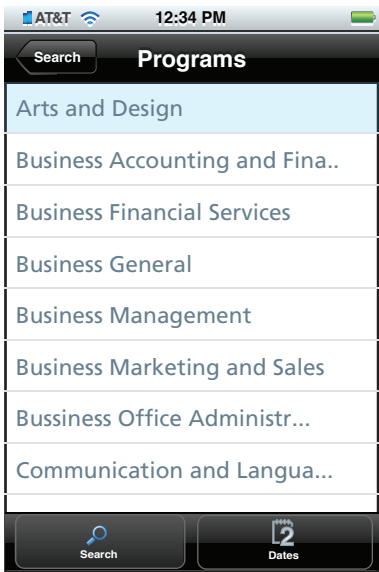 AT&T 12:34 PM
Search Programs
Arts and Design
Business Accounting and Fina..
Business Financial Services
Business General
Business Management
Business Marketing and Sales
Bussiness Office Administr...
Communication and Langua...
2
Search Dates